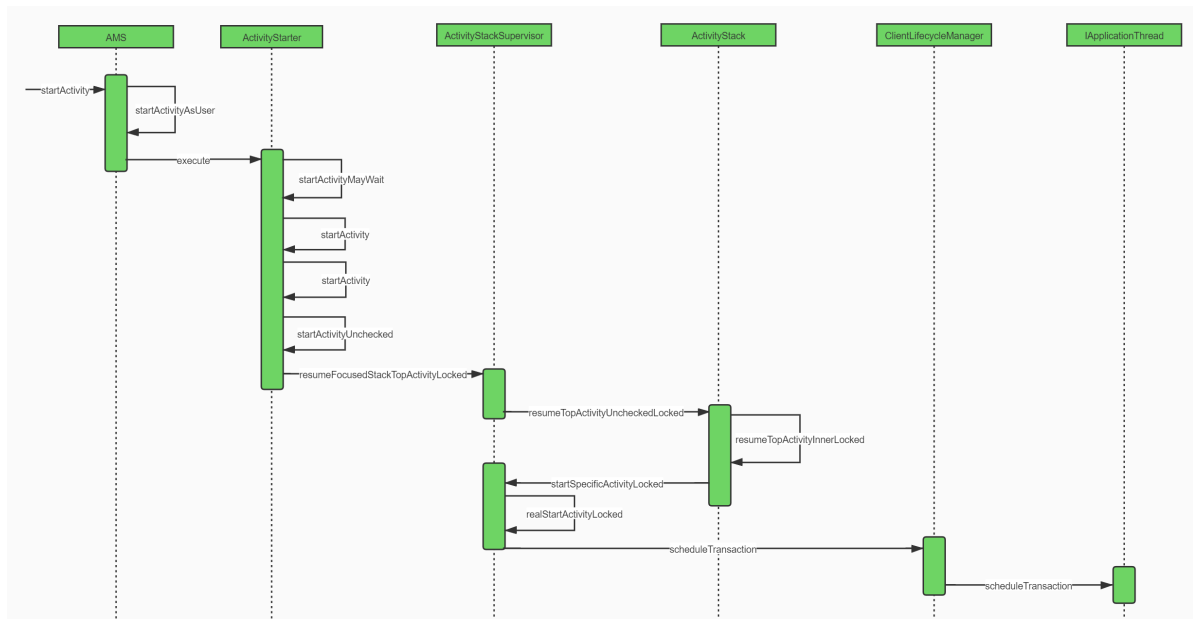 AMS
ActivityStarter
ActivityStackSupervisor
ActivityStack
ClientLifecycleManager
IApplicationThread
startActivity
startActivityAsUser
execute
startActivityMayWait
startActivity
startActivity
startActivityUnchecked
resumeFocusedStackTopActivityLocked
resumeTopActivityUncheckedLocked
resumeTopActivityInnerLocked
startSpecificActivityLocked
realStartActivityLocked
scheduleTransaction
scheduleTransaction